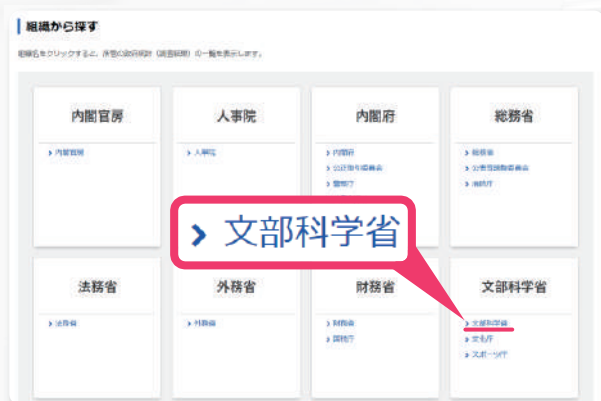 組織から探す
組織名をクリックすると、所管の政府統計（調査結果）の一覧を表示します。
内閣官房
人事院
内閣府
総務省
› 内閣官房
› 人事院
› 内閣府
› 総務省
› 公正取引委員会
› 公害等調整委員会
› 警察庁
› 消防庁
› 文部科学省
法務省
外務省
財務省
文部科学省
› 法務省
› 外務省
› 財務省
› 文部科学省
› 国税庁
› 文化庁
› スポーツ庁